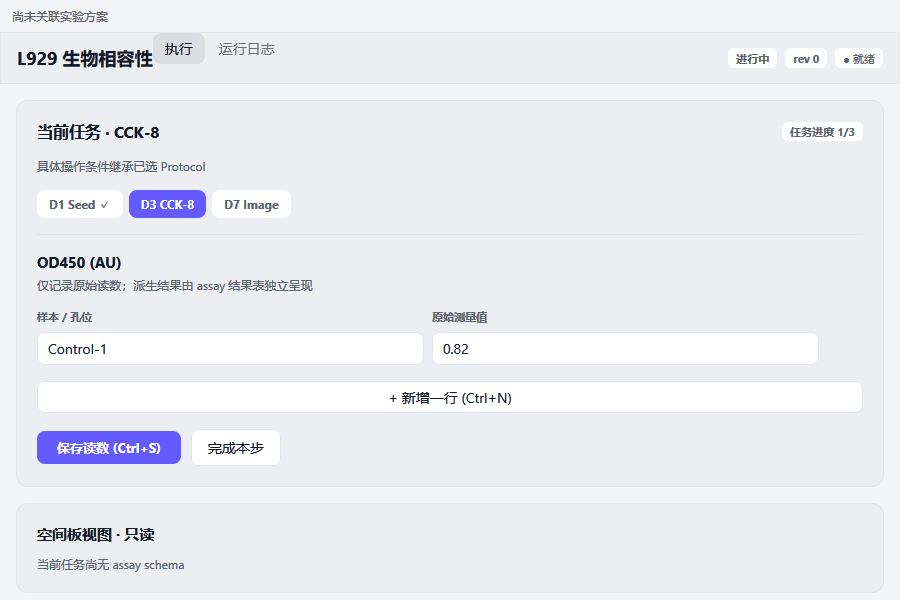 尚未关联实验方案
L929 生物相容性 执行 运行日志 进行中 rev 0 ● 就绪
当前任务 · CCK-8 任务进度 1/3
具体操作条件继承已选 Protocol
D1 Seed ✓ D3 CCK-8 D7 Image
OD450 (AU)
仅记录原始读数；派生结果由 assay 结果表独立呈现
样本 / 孔位 原始测量值
Control-1 0.82
+ 新增一行 (Ctrl+N)
保存读数 (Ctrl+S) 完成本步
空间板视图 · 只读
当前任务尚无 assay schema